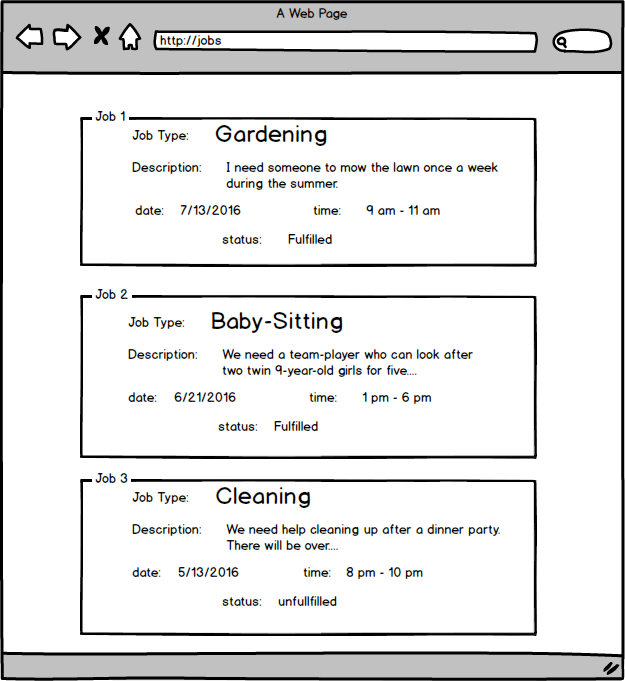 A Web Page
http://jobs
Job 1
Job Type: Gardening
Description: I need someone to mow the lawn once a week
during the summer.
date: 7/13/2016 time: 9 am - 11 am
status: Fulfilled
Job 2
Job Type: Baby-Sitting
Description: We need a team-player who can look after
two twin 9-year-old girls for five....
date: 6/21/2016 time: 1 pm - 6 pm
status: Fulfilled
Job 3
Job Type: Cleaning
Description: We need help cleaning up after a dinner party.
There will be over....
date: 5/13/2016 time: 8 pm - 10 pm
status: unfullfilled